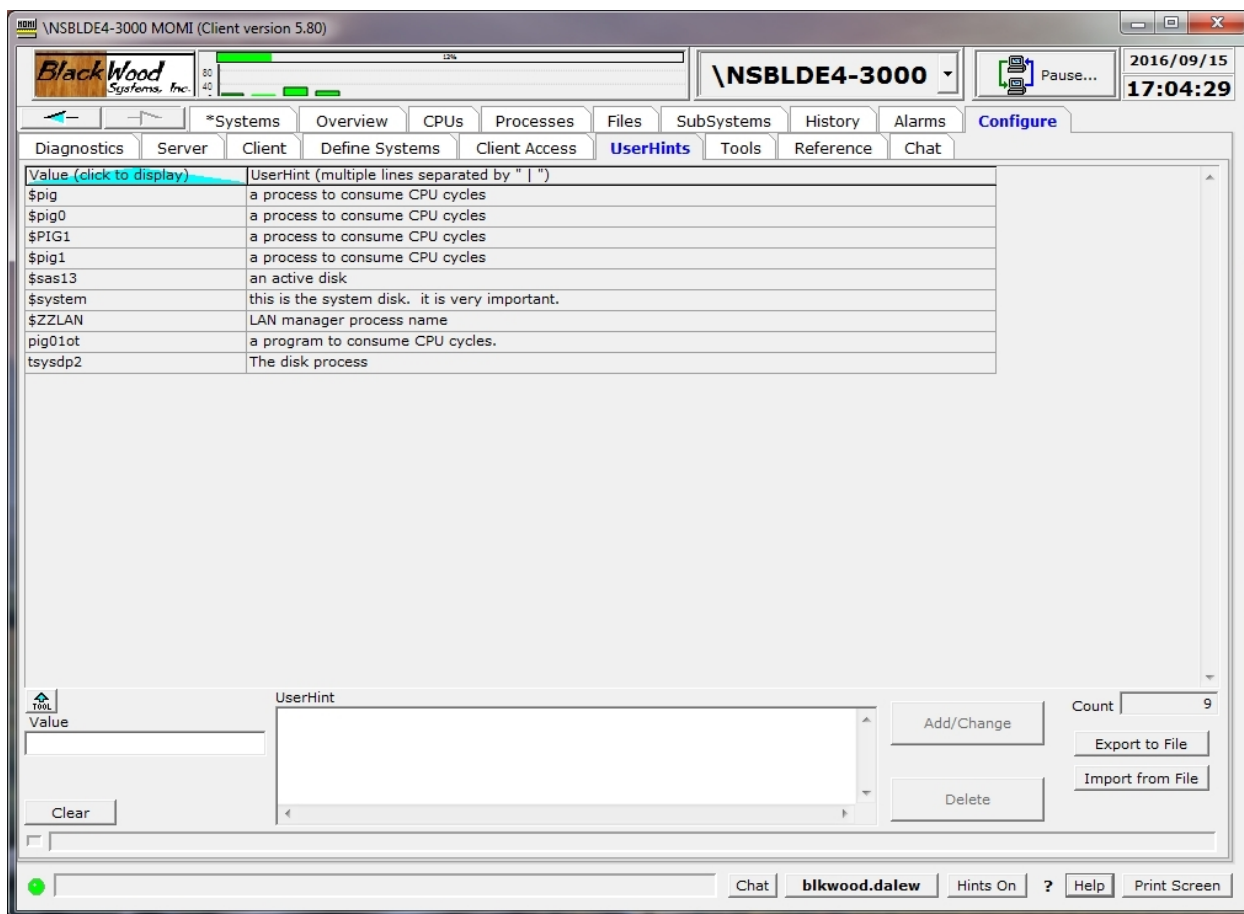 MOMI \NSBLDE4-3000 MOMI (Client version 5.80)
BlackWood Systems, Inc.
80
40
12%
\NSBLDE4-3000
Pause...
2016/09/15
17:04:29
*Systems Overview CPUs Processes Files SubSystems History Alarms Configure
Diagnostics Server Client Define Systems Client Access UserHints Tools Reference Chat
Value (click to display) UserHint (multiple lines separated by " | ")
$pig a process to consume CPU cycles
$pig0 a process to consume CPU cycles
$PIG1 a process to consume CPU cycles
$pig1 a process to consume CPU cycles
$sas13 an active disk
$system this is the system disk.  it is very important.
$ZZLAN LAN manager process name
pig01ot a program to consume CPU cycles.
tsysdp2 The disk process
TOOL
Value
UserHint
Add/Change
Count 9
Export to File
Import from File
Clear
Delete
Chat blkwood.dalew Hints On ? Help Print Screen